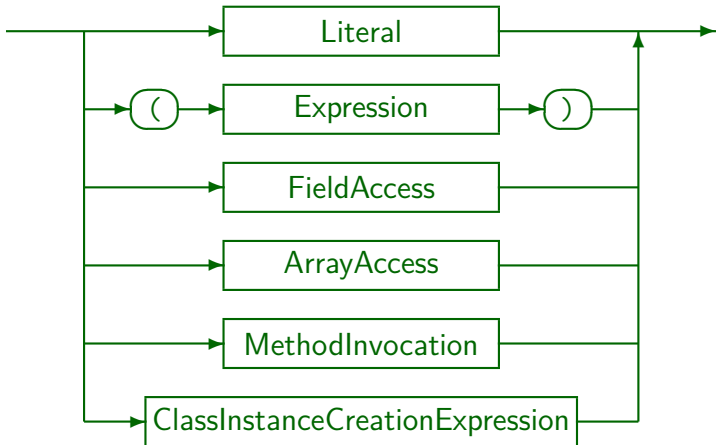 Literal
( Expression )
FieldAccess
ArrayAccess
MethodInvocation
ClassInstanceCreationExpression